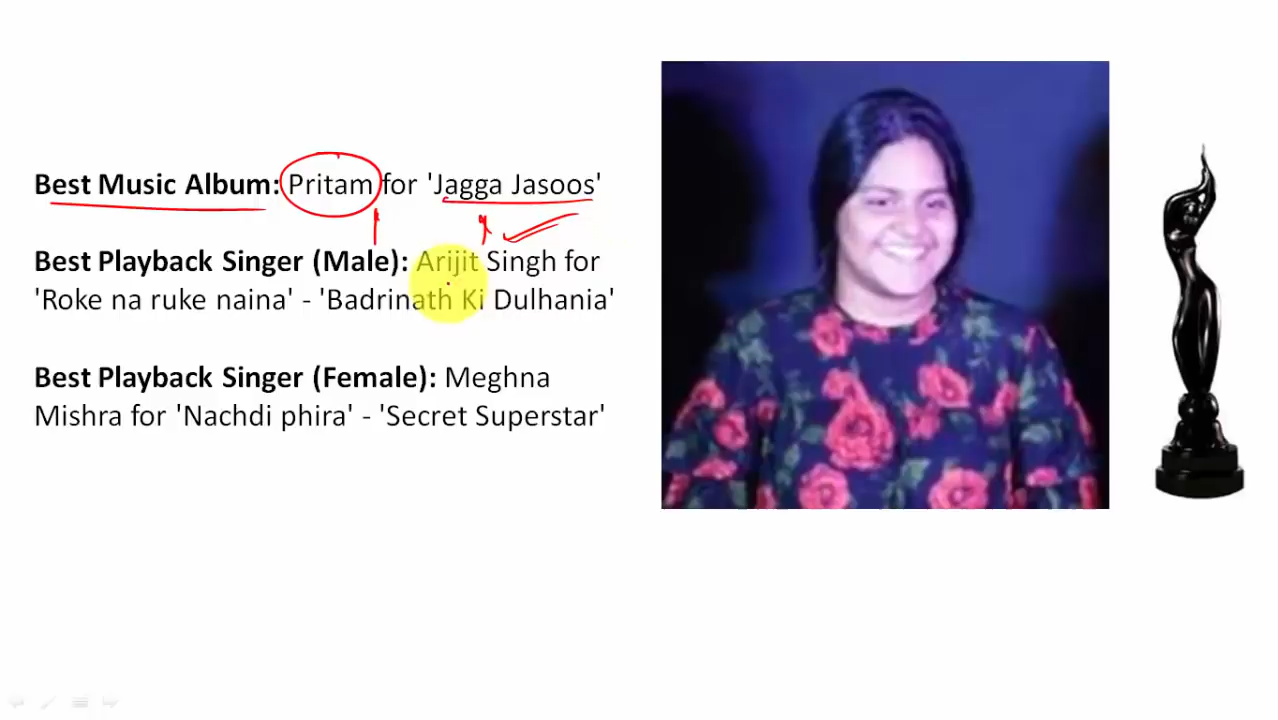 Best Music Album: Pritam for 'Jagga Jasoos'
Best Playback Singer (Male): Arijit Singh for
'Roke na ruke naina' - 'Badrinath Ki Dulhania'
Best Playback Singer (Female): Meghna
Mishra for 'Nachdi phira' - 'Secret Superstar'